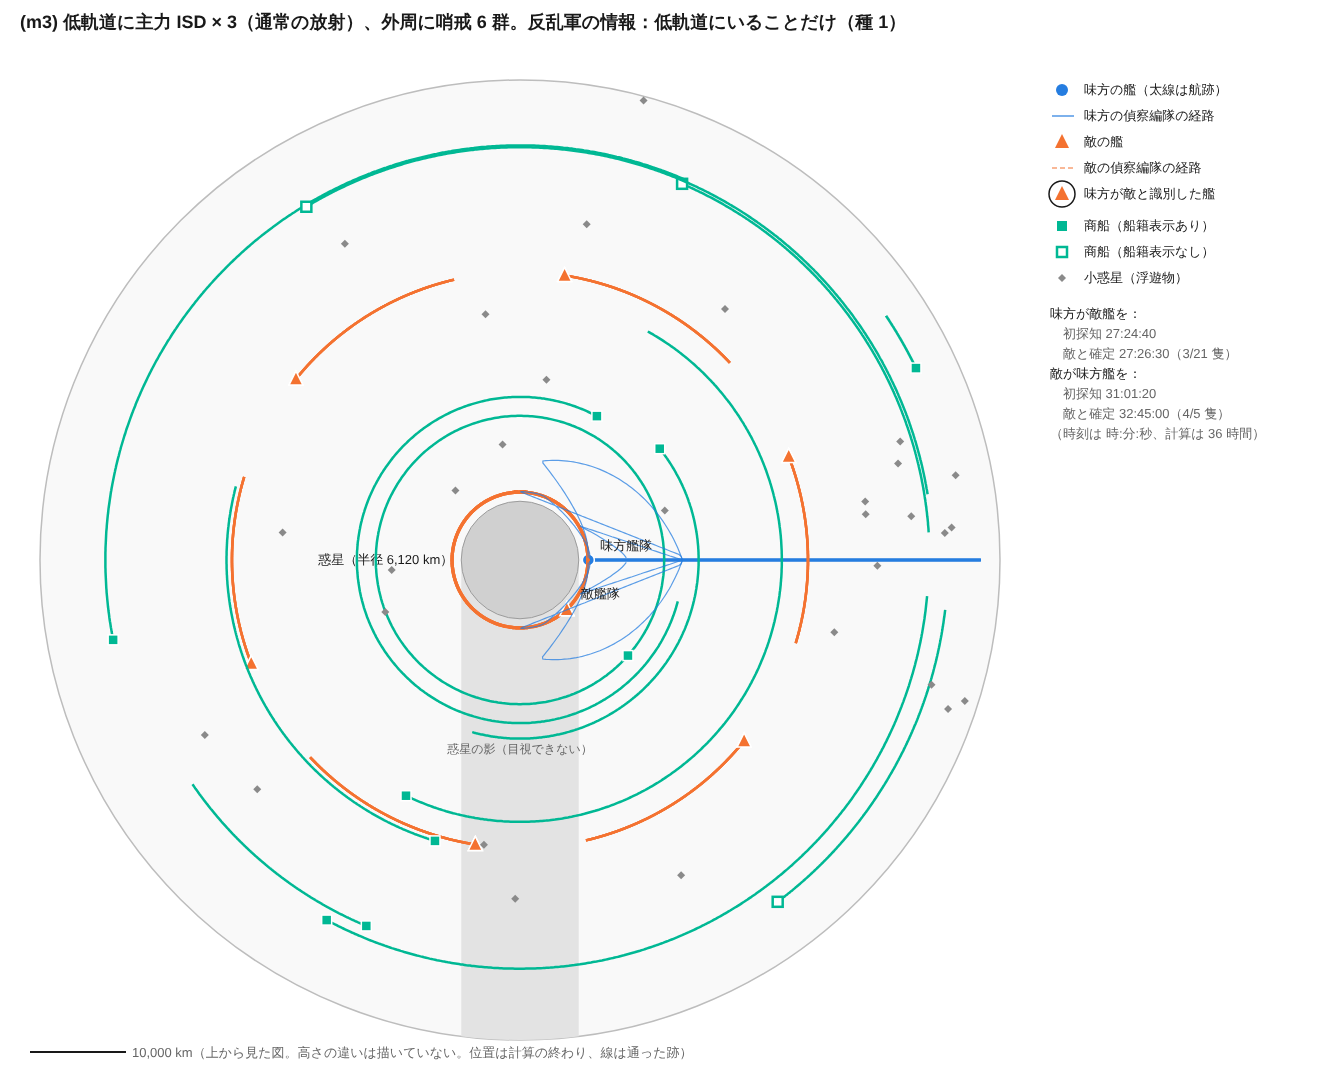 (m3) 低軌道に主力 ISD × 3（通常の放射）、外周に哨戒 6 群。反乱軍の情報：低軌道にいることだけ（種 1）
味方の艦（太線は航跡）
味方の偵察編隊の経路
敵の艦
敵の偵察編隊の経路
味方が敵と識別した艦
商船（船籍表示あり）
商船（船籍表示なし）
小惑星（浮遊物）
味方が敵艦を：
初探知 27:24:40
敵と確定 27:26:30（3/21 隻）
敵が味方艦を：
初探知 31:01:20
敵と確定 32:45:00（4/5 隻）
（時刻は 時:分:秒、計算は 36 時間）
味方艦隊
惑星（半径 6,120 km）
敵艦隊
惑星の影（目視できない）
10,000 km（上から見た図。高さの違いは描いていない。位置は計算の終わり、線は通った跡）